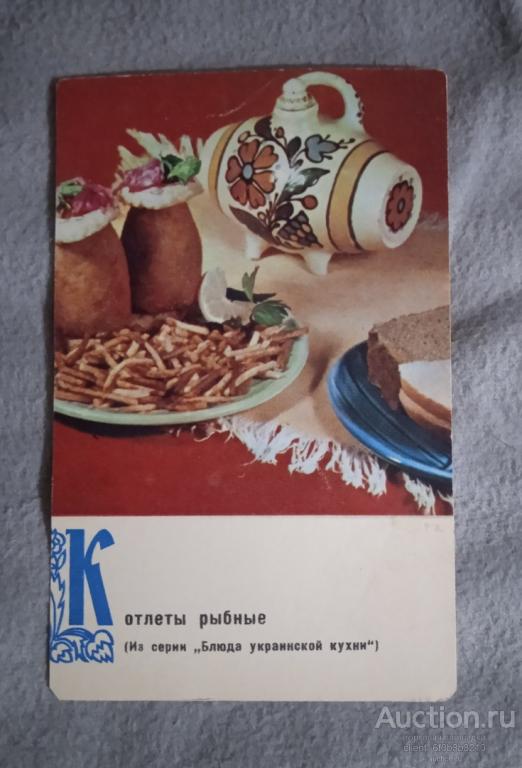 Котлеты рыбные
(Из серии „Блюда украинской кухни“)
Auction.ru